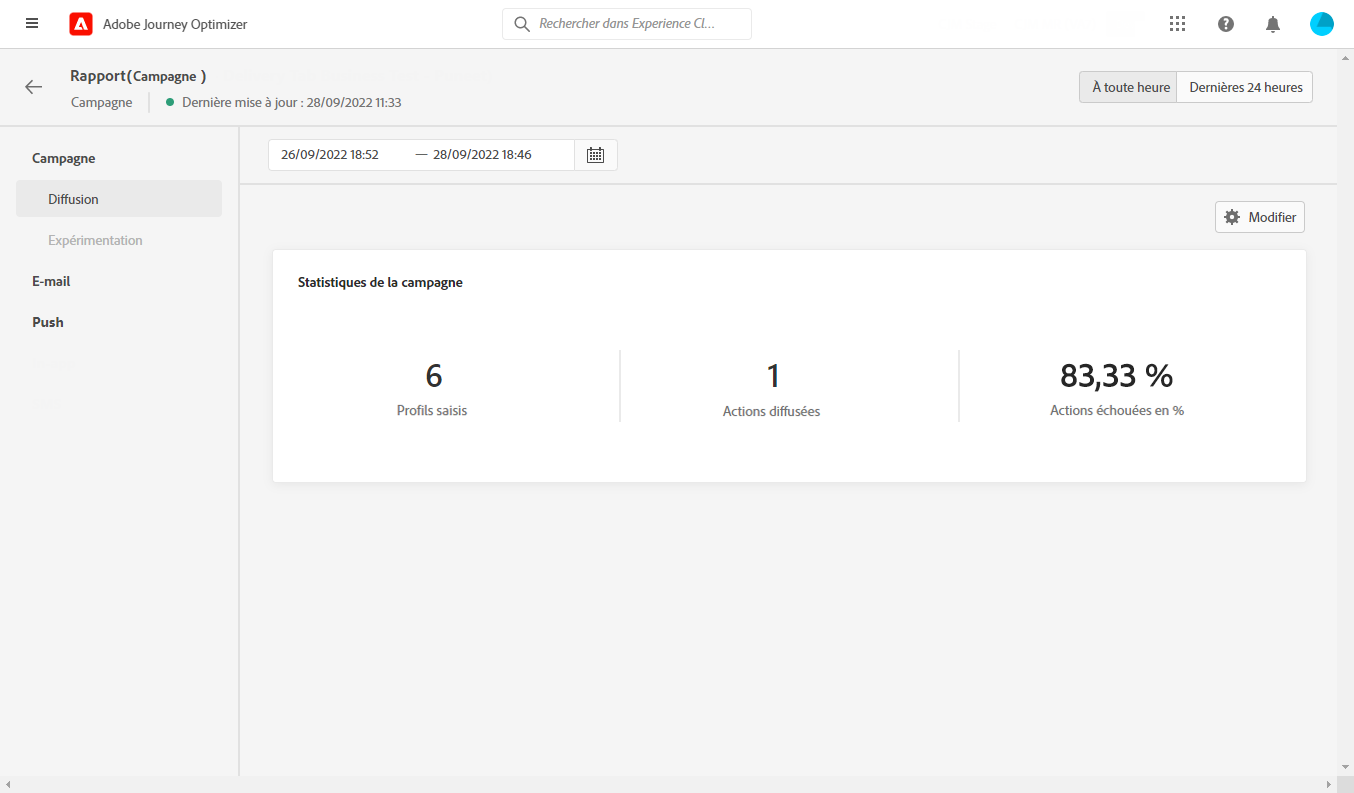 Adobe Journey Optimizer
Rechercher dans Experience Cl...
Rapport(Campagne )
Campagne
Dernière mise à jour : 28/09/2022 11:33
À toute heure
Dernières 24 heures
Campagne
Diffusion
Expérimentation
E-mail
Push
26/09/2022 18:52 — 28/09/2022 18:46
Modifier
Statistiques de la campagne
6
Profils saisis
1
Actions diffusées
83,33 %
Actions échouées en %